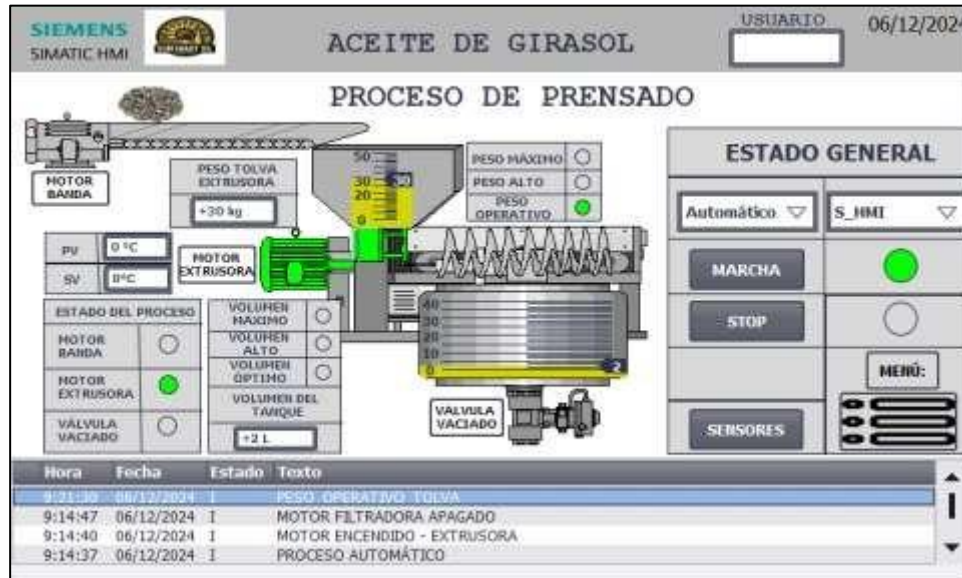 SIEMENS
SIMATIC HMI
ACEITE DE GIRASOL
USUARIO
06/12/2024
PROCESO DE PRENSADO
MOTOR
BANDA
PESO TOLVA
EXTRUSORA
+30 kg
50
30
20
0
30
PESO MÁXIMO
PESO ALTO
PESO
OPERATIVO
PV
0 °C
SV
0°C
MOTOR
EXTRUSORA
ESTADO DEL PROCESO
MOTOR
BANDA
MOTOR
EXTRUSORA
VÁLVULA
VACIADO
VOLUMEN
MAXIMO
VOLUMEN
ALTO
VOLUMEN
ÓPTIMO
VOLUMEN DEL
TANQUE
+2 L
40
30
20
10
0
2
VALVULA
VACIADO
ESTADO GENERAL
Automático
S_HMI
MARCHA
STOP
MENÚ:
SENSORES
Hora Fecha Estado Texto
9:21:30 06/12/2024 I PESO OPERATIVO TOLVA
9:14:47 06/12/2024 I MOTOR FILTRADORA APAGADO
9:14:40 06/12/2024 I MOTOR ENCENDIDO - EXTRUSORA
9:14:37 06/12/2024 I PROCESO AUTOMÁTICO